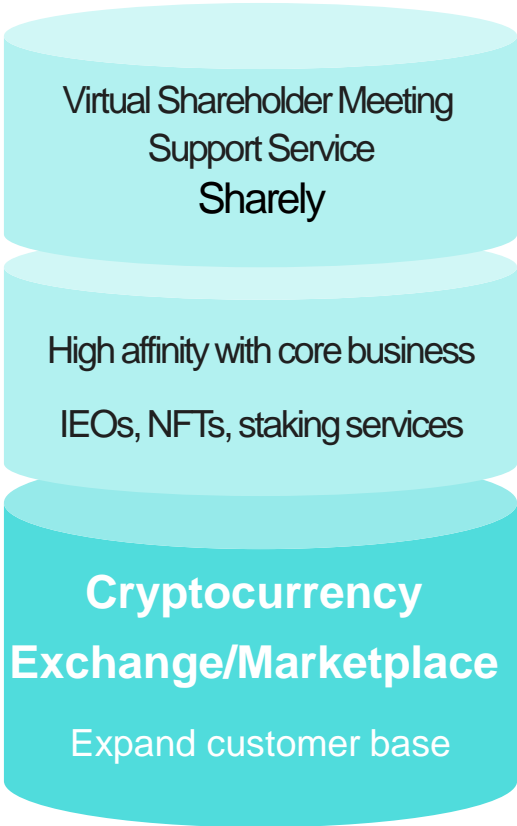 Virtual Shareholder Meeting
Support Service
Sharely
High affinity with core business
IEOs, NFTs, staking services
Cryptocurrency
Exchange/Marketplace
Expand customer base